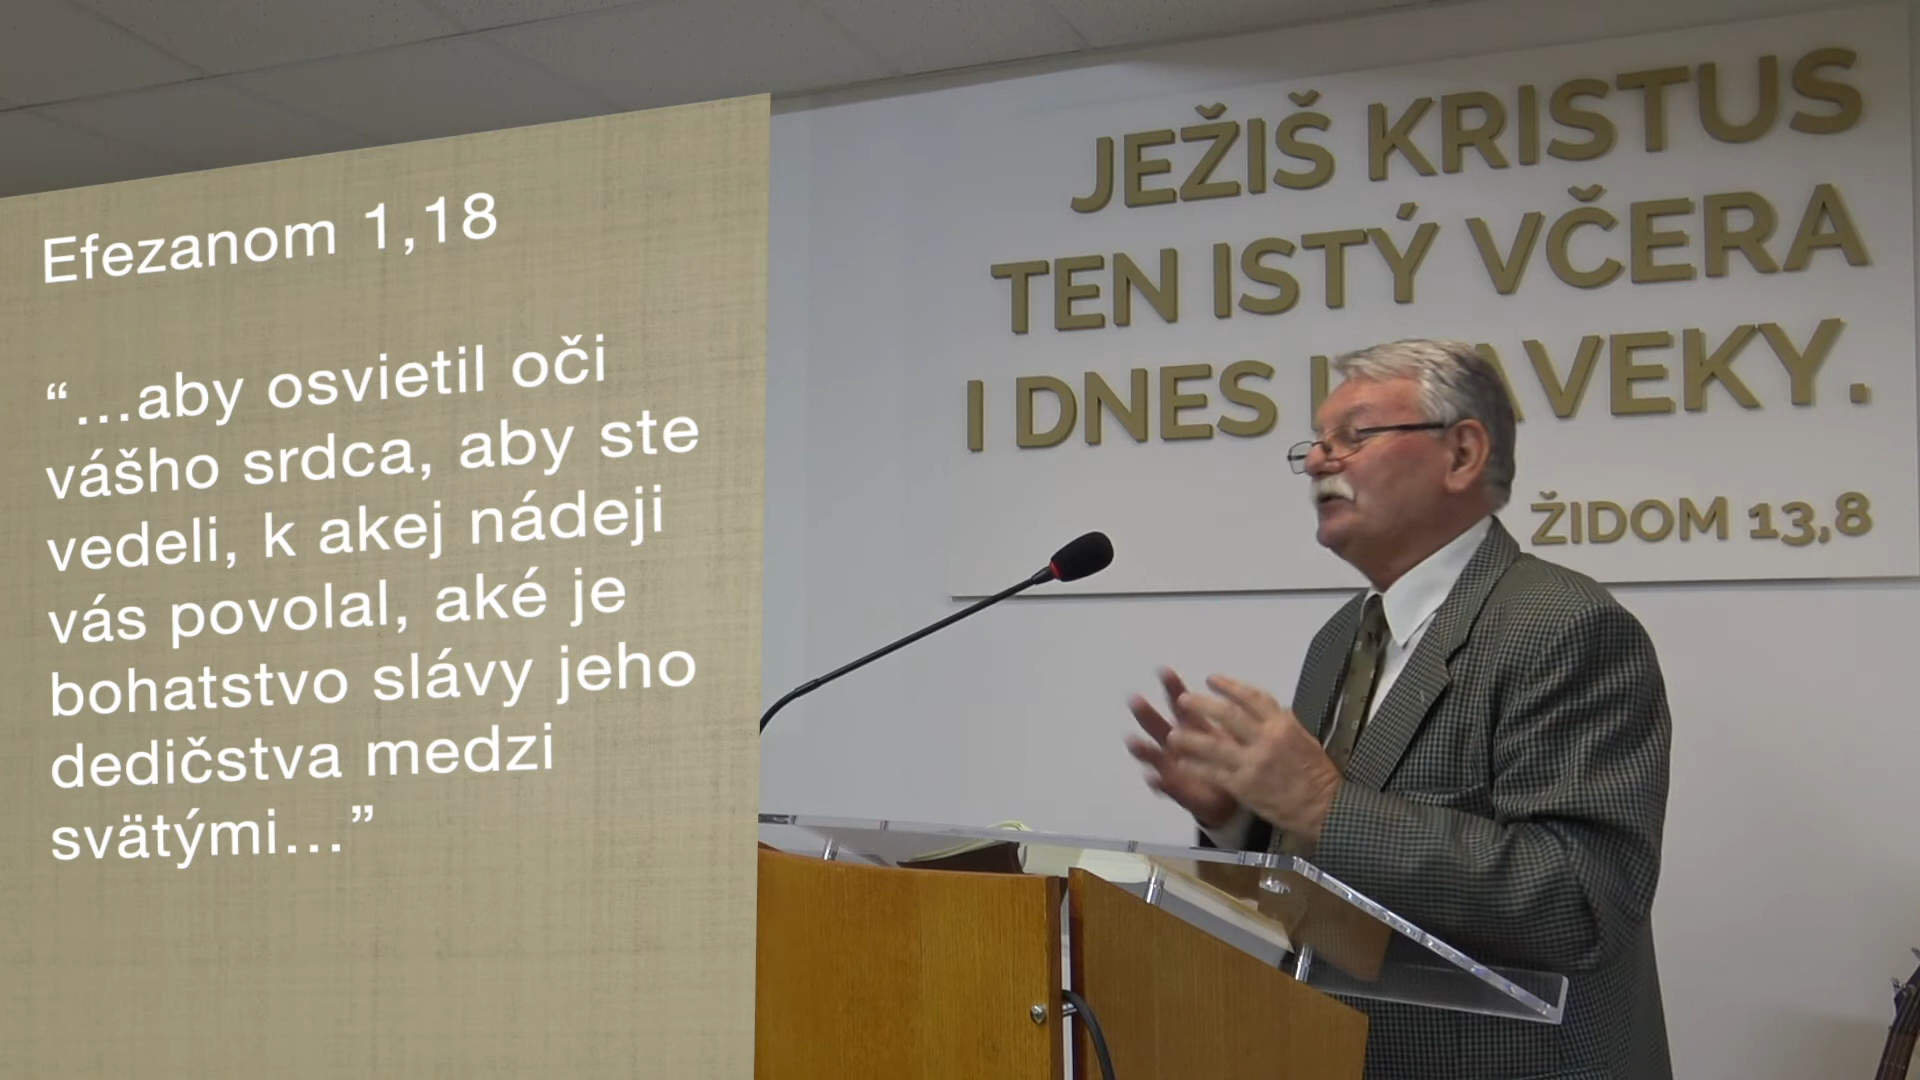 Efezanom 1,18
“...aby osvietil oči
vášho srdca, aby ste
vedeli, k akej nádeji
vás povolal, aké je
bohatstvo slávy jeho
dedičstva medzi
svätými...”
JEŽIŠ KRISTUS
TEN ISTÝ VČERA
I DNES I AVEKY.
ŽIDOM 13,8